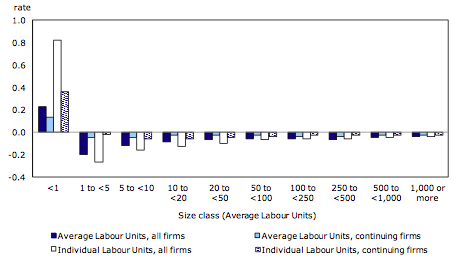 rate
1.0
0.8
0.6
0.4
0.2
0.0
-0.2
-0.4
<1 1 to <5 5 to <10 10 to <20 20 to <50 50 to <100 100 to <250 250 to <500 500 to <1,000 1,000 or more
Size class (Average Labour Units)
Average Labour Units, all firms Average Labour Units, continuing firms
Individual Labour Units, all firms Individual Labour Units, continuing firms